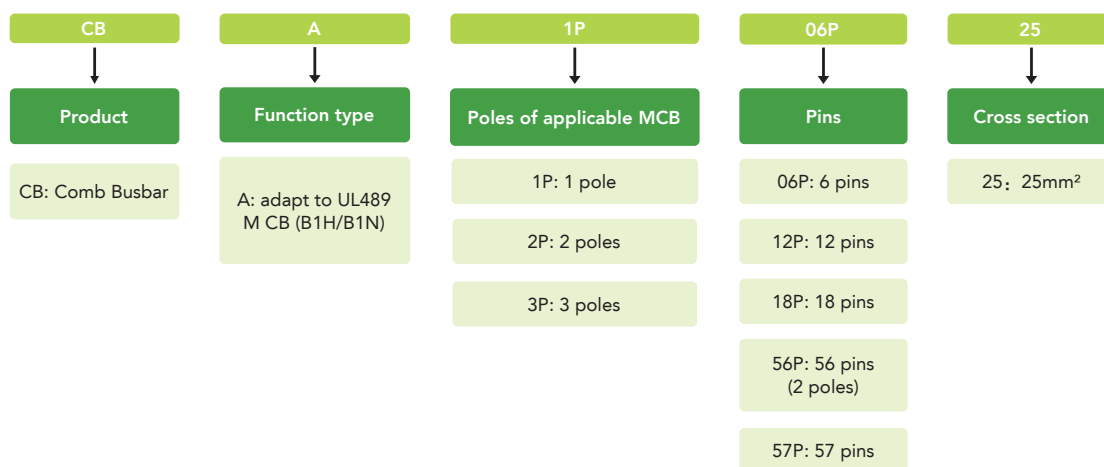 CB
A
1P
06P
25
Product
Function type
Poles of applicable MCB
Pins
Cross section
CB: Comb Busbar
A: adapt to UL489
M CB (B1H/B1N)
1P: 1 pole
2P: 2 poles
3P: 3 poles
06P: 6 pins
12P: 12 pins
18P: 18 pins
56P: 56 pins
(2 poles)
57P: 57 pins
25：25mm²